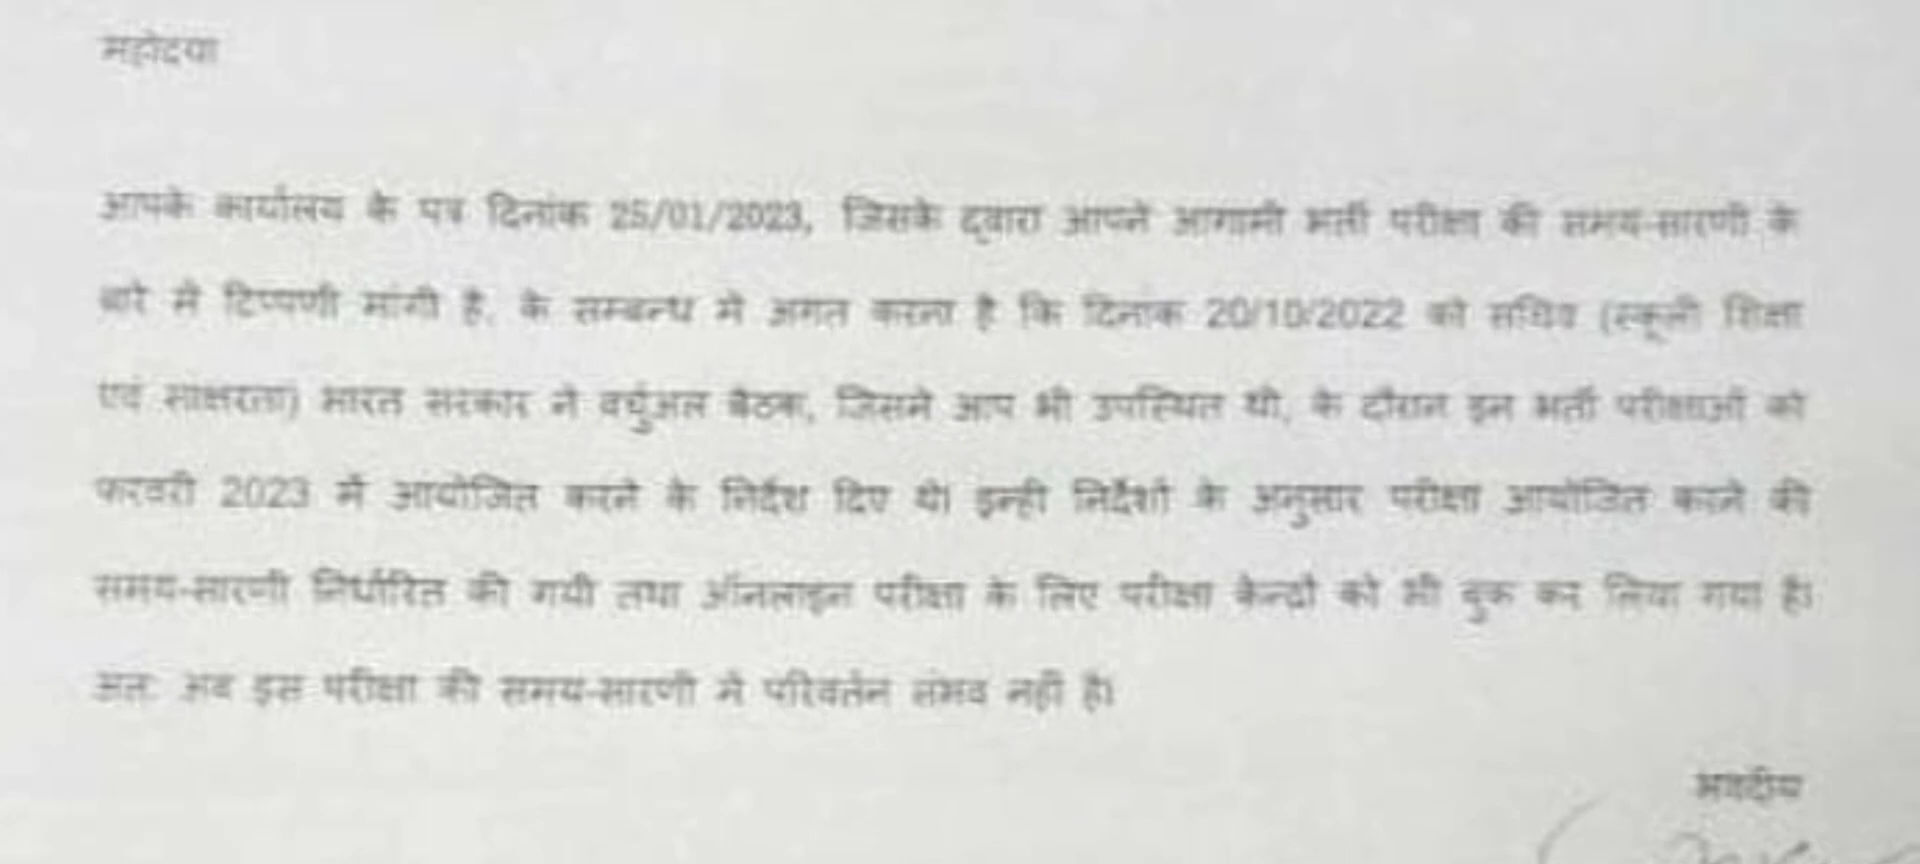 महोदया
आपके कार्यालय के पत्र दिनांक 25/01/2023, जिसके द्वारा आपने आगामी भर्ती परीक्षा की समय-सारणी के
बारे में टिप्पणी मांगी है, के सम्बन्ध में अगत करना है कि दिनांक 20/10/2022 को सचिव (स्कूली शिक्षा
एवं साक्षरता) भारत सरकार ने वर्चुअल बैठक, जिसमे आप भी उपस्थित थी, के दौरान इन भर्ती परीक्षाओं को
फरवरी 2023 में आयोजित करने के निर्देश दिए थे। इन्ही निर्देशों के अनुसार परीक्षा आयोजित करने की
समय-सारणी निर्धारित की गयी तथा ऑनलाइन परीक्षा के लिए परीक्षा केन्द्रों को भी बुक कर लिया गया है।
अतः अब इस परीक्षा की समय-सारणी मे परिवर्तन संभव नही है।
भवदीय